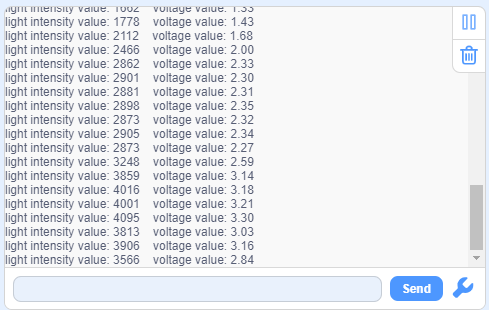 light intensity value: 1662 voltage value: 1.33
light intensity value: 1778 voltage value: 1.43
light intensity value: 2112 voltage value: 1.68
light intensity value: 2466 voltage value: 2.00
light intensity value: 2862 voltage value: 2.33
light intensity value: 2901 voltage value: 2.30
light intensity value: 2881 voltage value: 2.31
light intensity value: 2898 voltage value: 2.35
light intensity value: 2873 voltage value: 2.32
light intensity value: 2905 voltage value: 2.34
light intensity value: 2873 voltage value: 2.27
light intensity value: 3248 voltage value: 2.59
light intensity value: 3859 voltage value: 3.14
light intensity value: 4016 voltage value: 3.18
light intensity value: 4001 voltage value: 3.21
light intensity value: 4095 voltage value: 3.30
light intensity value: 3813 voltage value: 3.03
light intensity value: 3906 voltage value: 3.16
light intensity value: 3566 voltage value: 2.84
Send